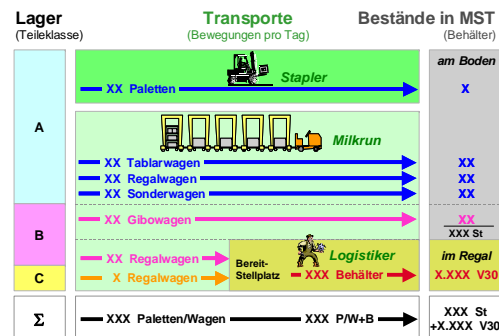 Lager Transporte Bestände in MST
(Teileklasse) (Bewegungen pro Tag) (Behälter)
Stapler am Boden
XX Paletten X
A
Milkrun
XX Tablarwagen XX
XX Regalwagen XX
XX Sonderwagen XX
XX Gibowagen XX
XXX St
B
Logistiker im Regal
XX Regalwagen Bereit-
C X Regalwagen Stellplatz XXX Behälter X.XXX V30
Σ XXX Paletten/Wagen XXX P/W+B XXX St
+X.XXX V30